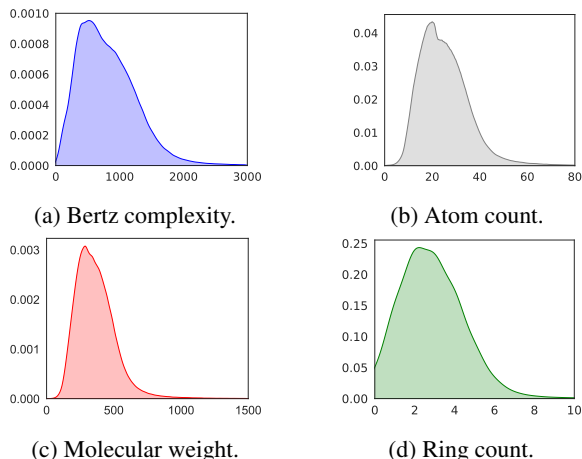 0.0010
0.0008
0.0006
0.0004
0.0002
0.0000
0 1000 2000 3000
(a) Bertz complexity.
0.04
0.03
0.02
0.01
0.00
0 20 40 60 80
(b) Atom count.
0.003
0.002
0.001
0.000
0 500 1000 1500
(c) Molecular weight.
0.25
0.20
0.15
0.10
0.05
0.00
0 2 4 6 8 10
(d) Ring count.